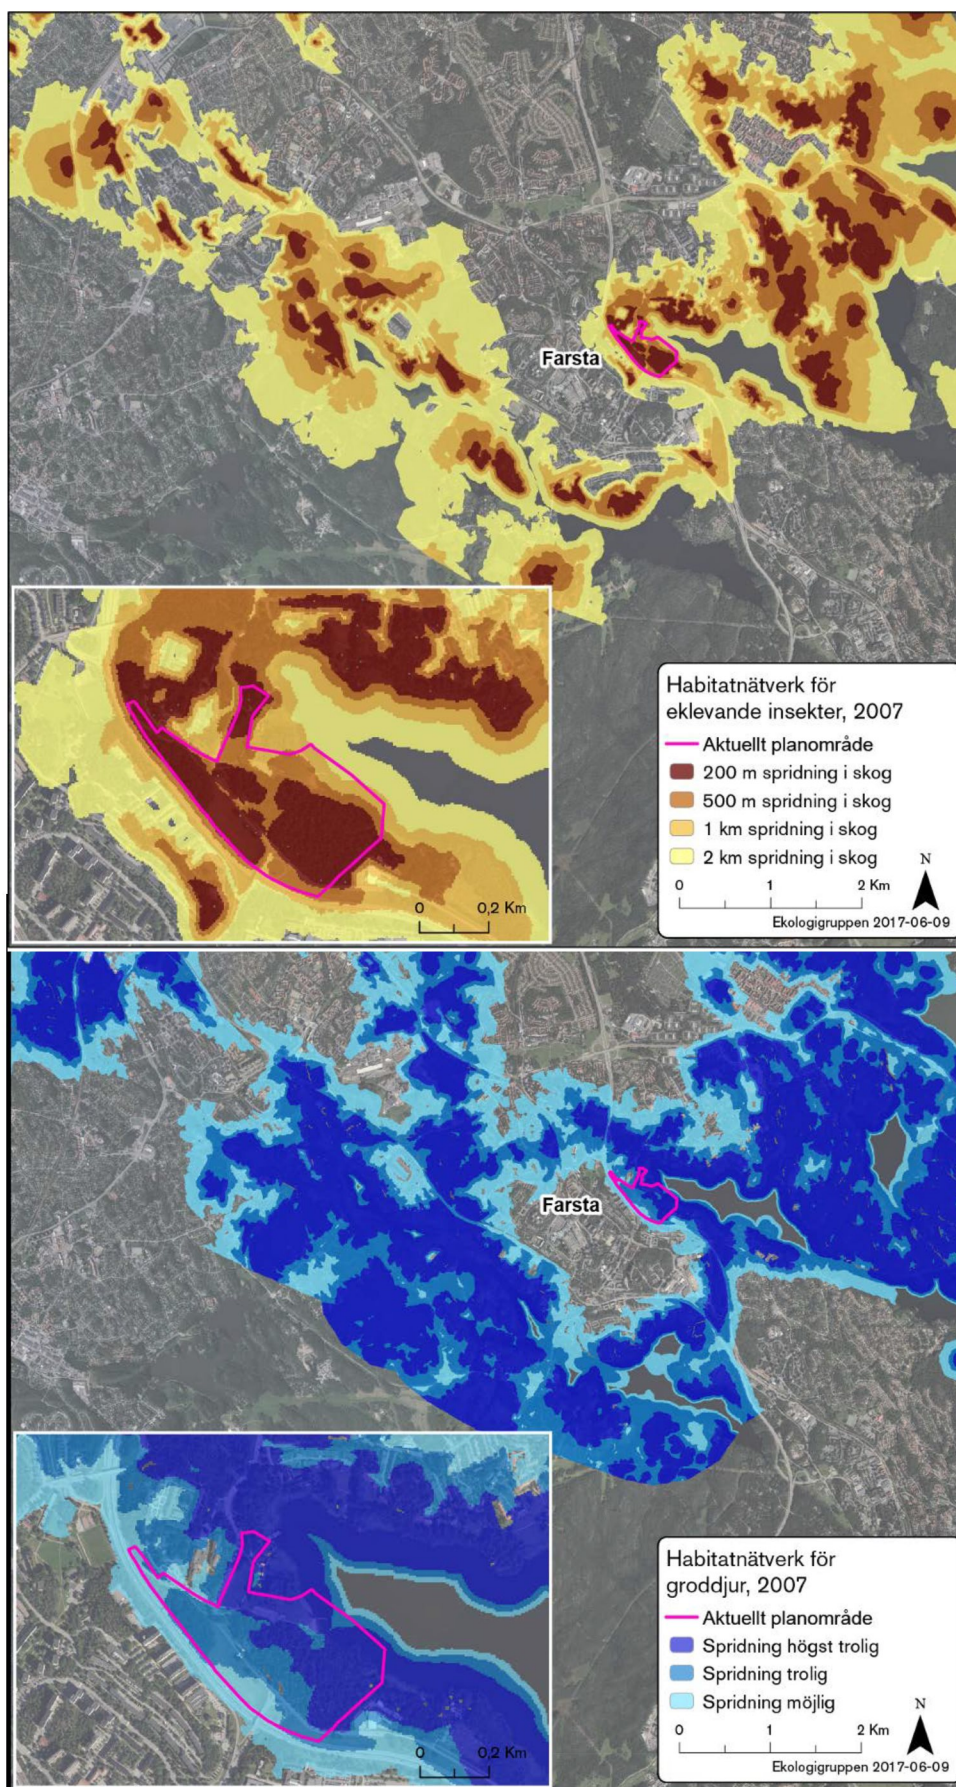 Farsta
Habitatnätverk för
eklevande insekter, 2007
Aktuellt planområde
200 m spridning i skog
500 m spridning i skog
1 km spridning i skog
2 km spridning i skog
N
0 1 2 Km
Ekologigruppen 2017-06-09
0 0,2 Km
Farsta
Habitatnätverk för
groddjur, 2007
Aktuellt planområde
Spridning högst trolig
Spridning trolig
Spridning möjlig
N
0 1 2 Km
Ekologigruppen 2017-06-09
0 0,2 Km